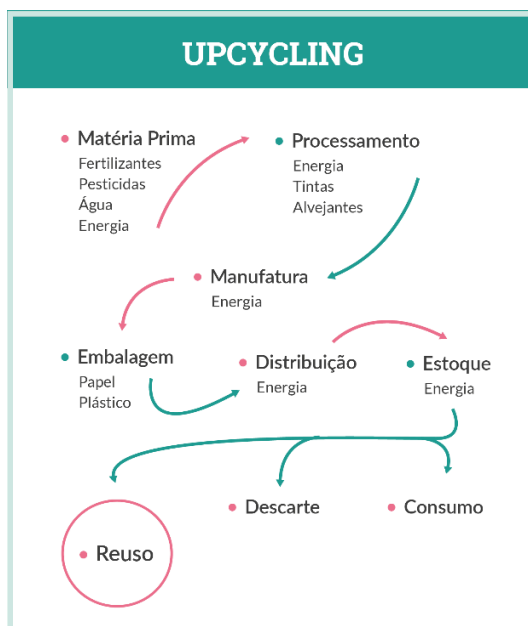 UPCYCLING
Matéria Prima
Fertilizantes
Pesticidas
Água
Energia
Processamento
Energia
Tintas
Alvejantes
Manufatura
Energia
Embalagem
Papel
Plástico
Distribuição
Energia
Estoque
Energia
Reuso
Descarte
Consumo